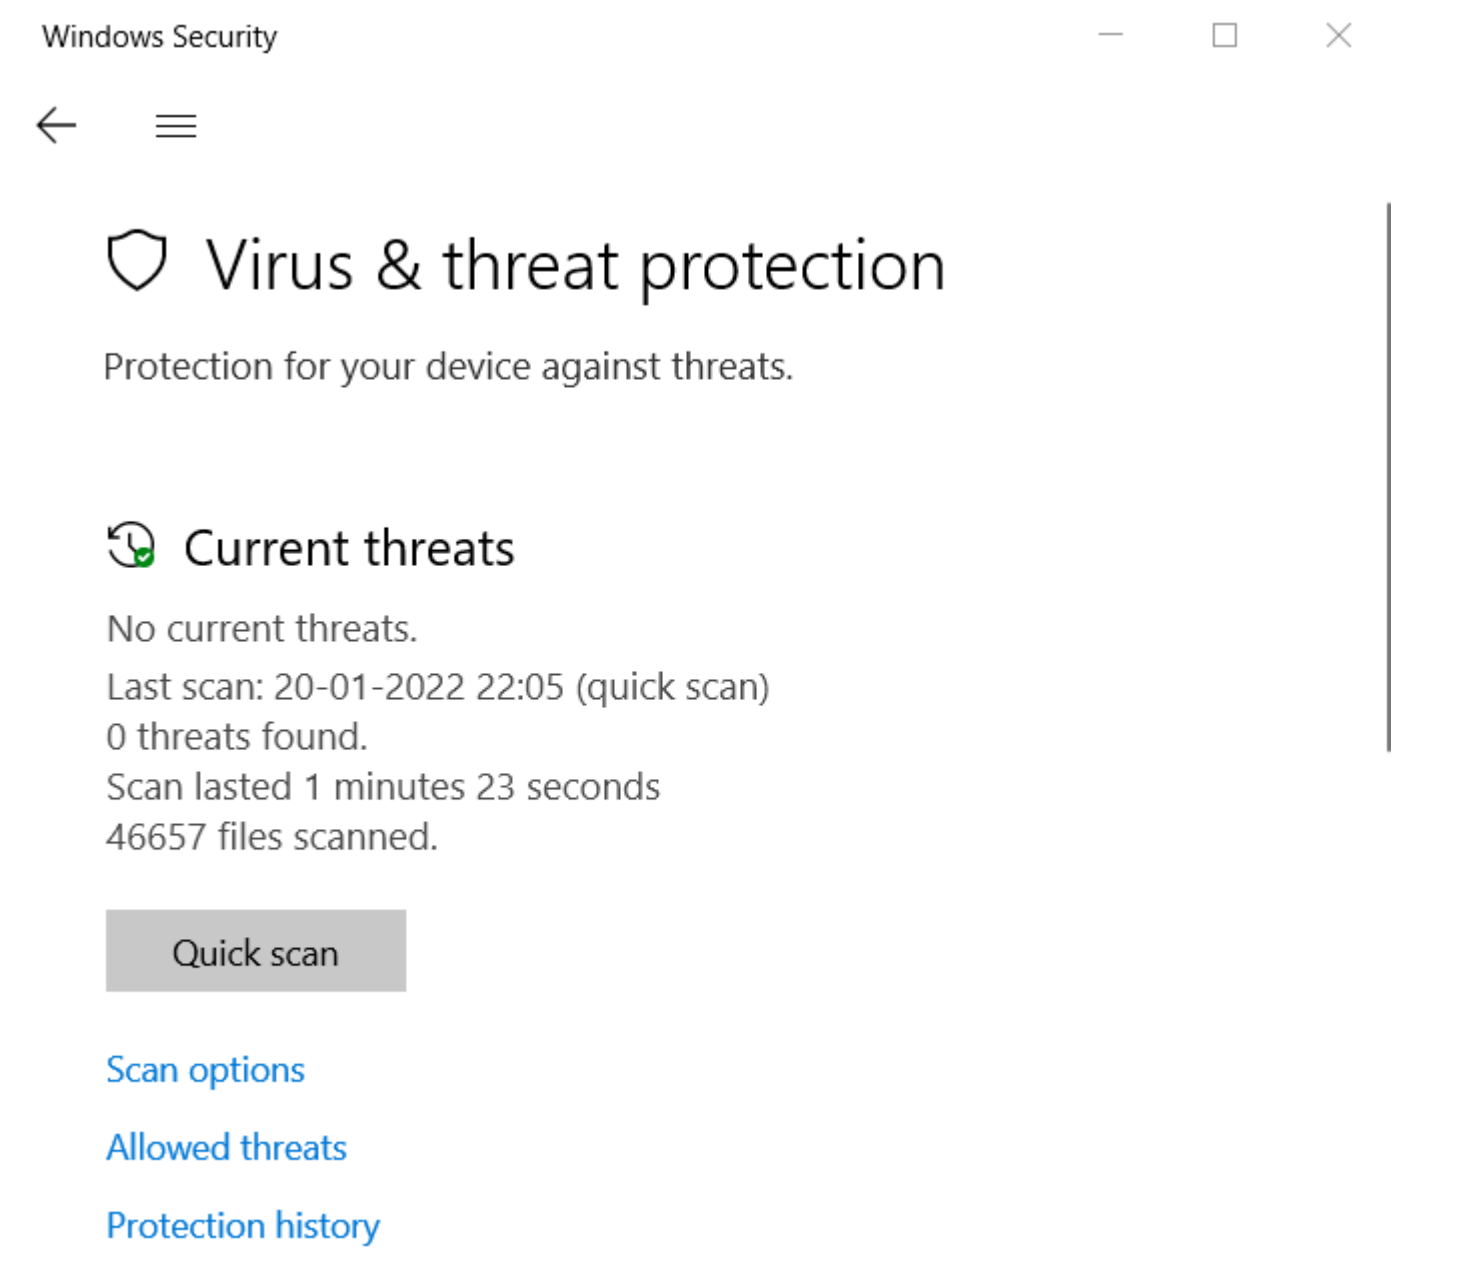 Windows Security
Virus & threat protection
Protection for your device against threats.
Current threats
No current threats.
Last scan: 20-01-2022 22:05 (quick scan)
0 threats found.
Scan lasted 1 minutes 23 seconds
46657 files scanned.
Quick scan
Scan options
Allowed threats
Protection history